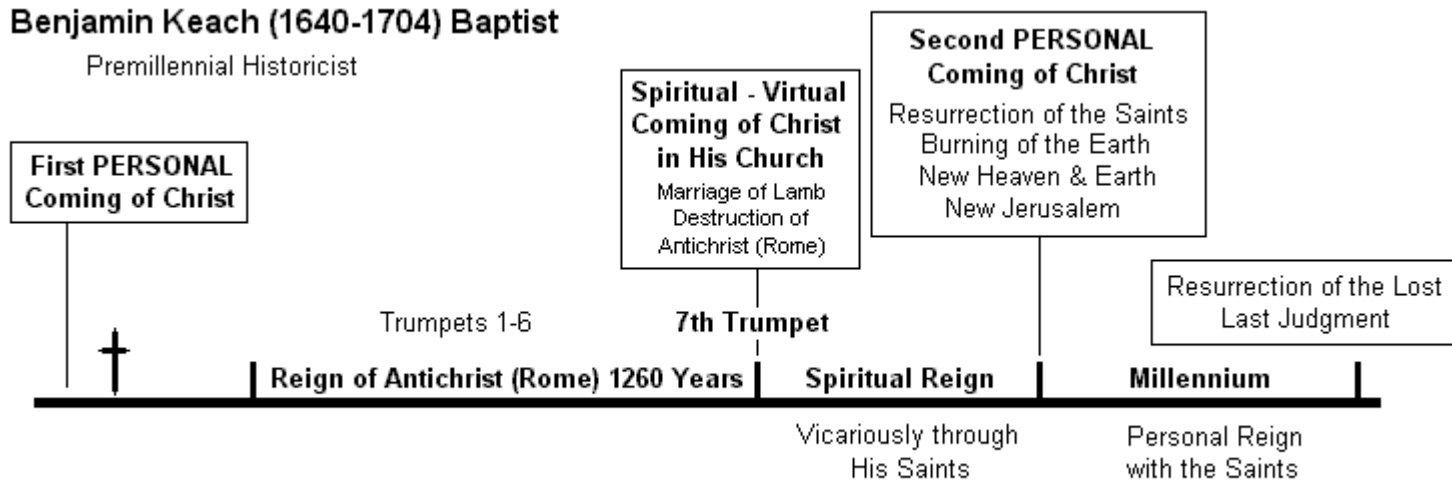 Benjamin Keach (1640-1704) Baptist
Premillennial Historicist
First PERSONAL
Coming of Christ
Spiritual - Virtual
Coming of Christ
in His Church
Marriage of Lamb
Destruction of
Antichrist (Rome)
Second PERSONAL
Coming of Christ
Resurrection of the Saints
Burning of the Earth
New Heaven & Earth
New Jerusalem
Resurrection of the Lost
Last Judgment
Trumpets 1-6
7th Trumpet
Reign of Antichrist (Rome) 1260 Years
Spiritual Reign
Millennium
Vicariously through
His Saints
Personal Reign
with the Saints